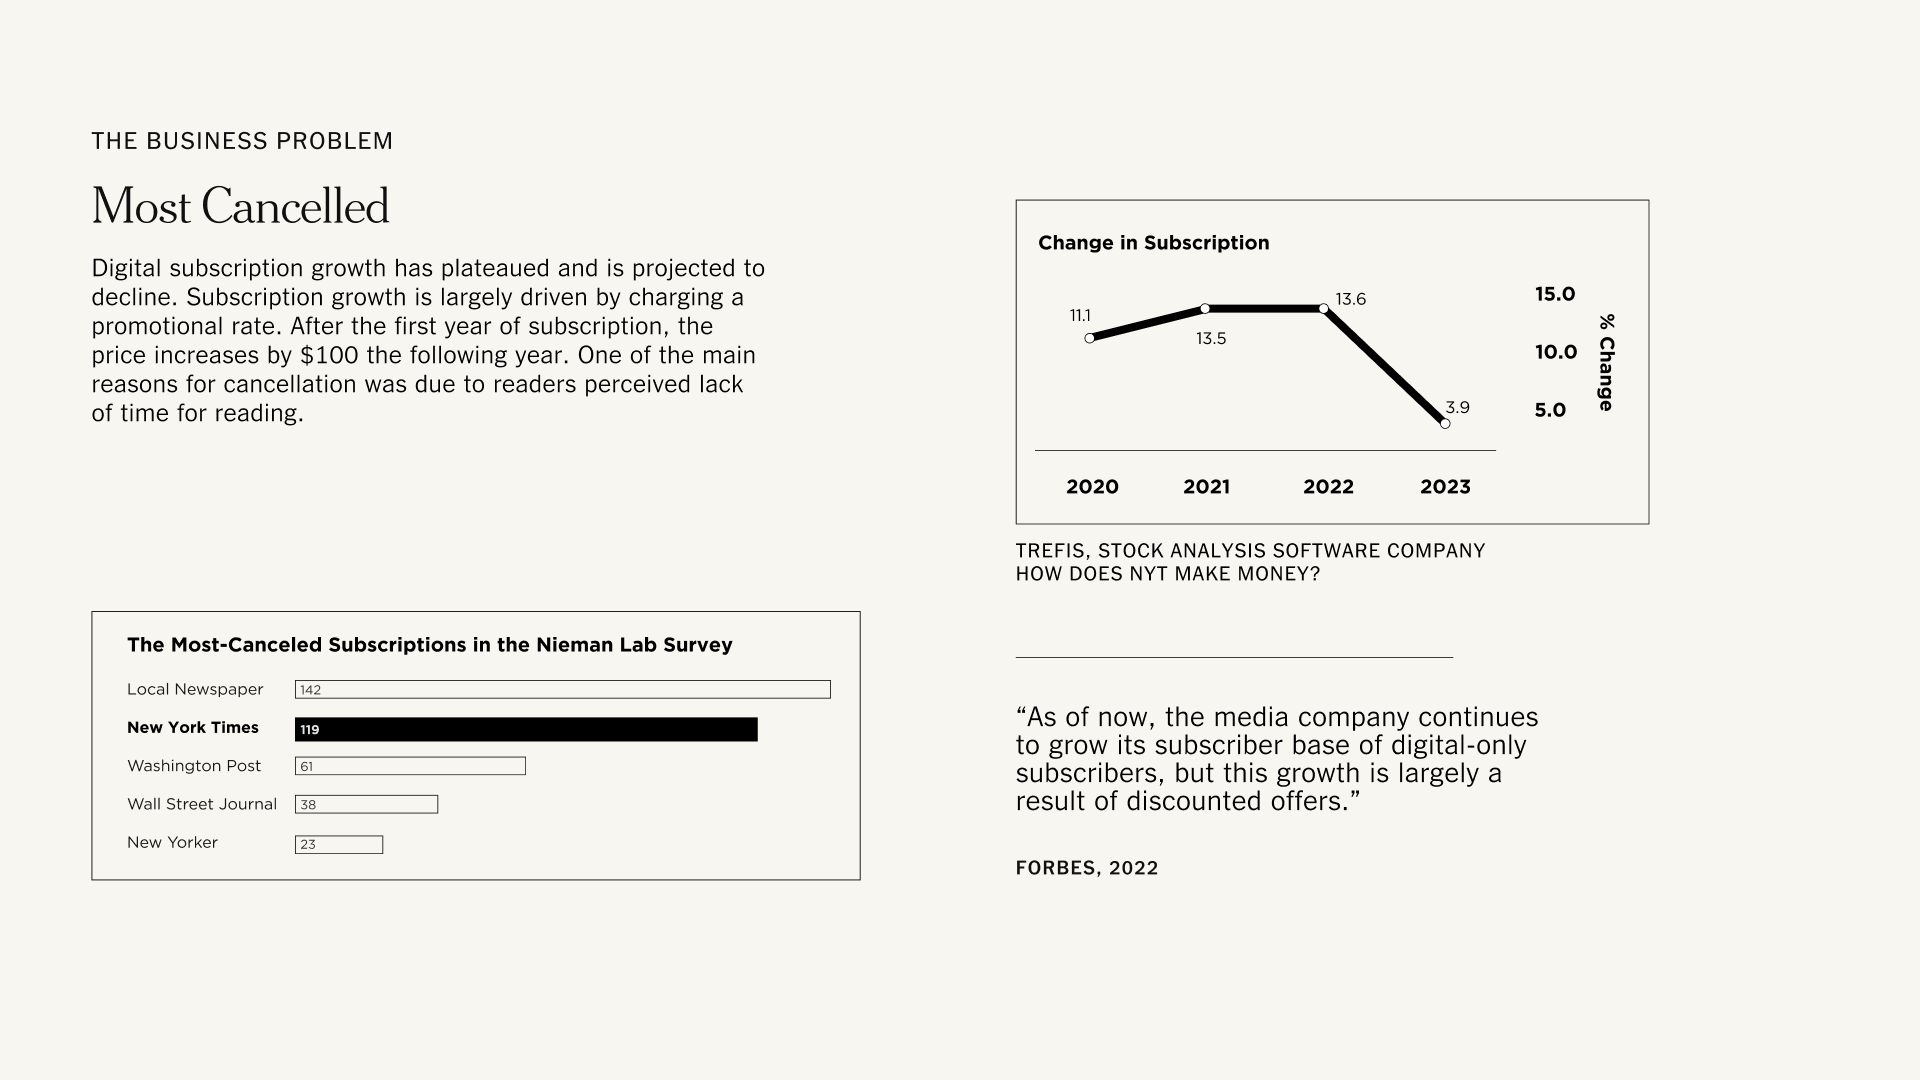 THE BUSINESS PROBLEM
Most Cancelled
Digital subscription growth has plateaued and is projected to
decline. Subscription growth is largely driven by charging a
promotional rate. After the first year of subscription, the
price increases by $100 the following year. One of the main
reasons for cancellation was due to readers perceived lack
of time for reading.
The Most-Canceled Subscriptions in the Nieman Lab Survey
Local Newspaper 142
New York Times 119
Washington Post 61
Wall Street Journal 38
New Yorker 23
Change in Subscription
11.1
13.5
13.6
3.9
15.0
10.0
5.0
% Change
2020 2021 2022 2023
TREFIS, STOCK ANALYSIS SOFTWARE COMPANY
HOW DOES NYT MAKE MONEY?
“As of now, the media company continues
to grow its subscriber base of digital-only
subscribers, but this growth is largely a
result of discounted offers.”
FORBES, 2022